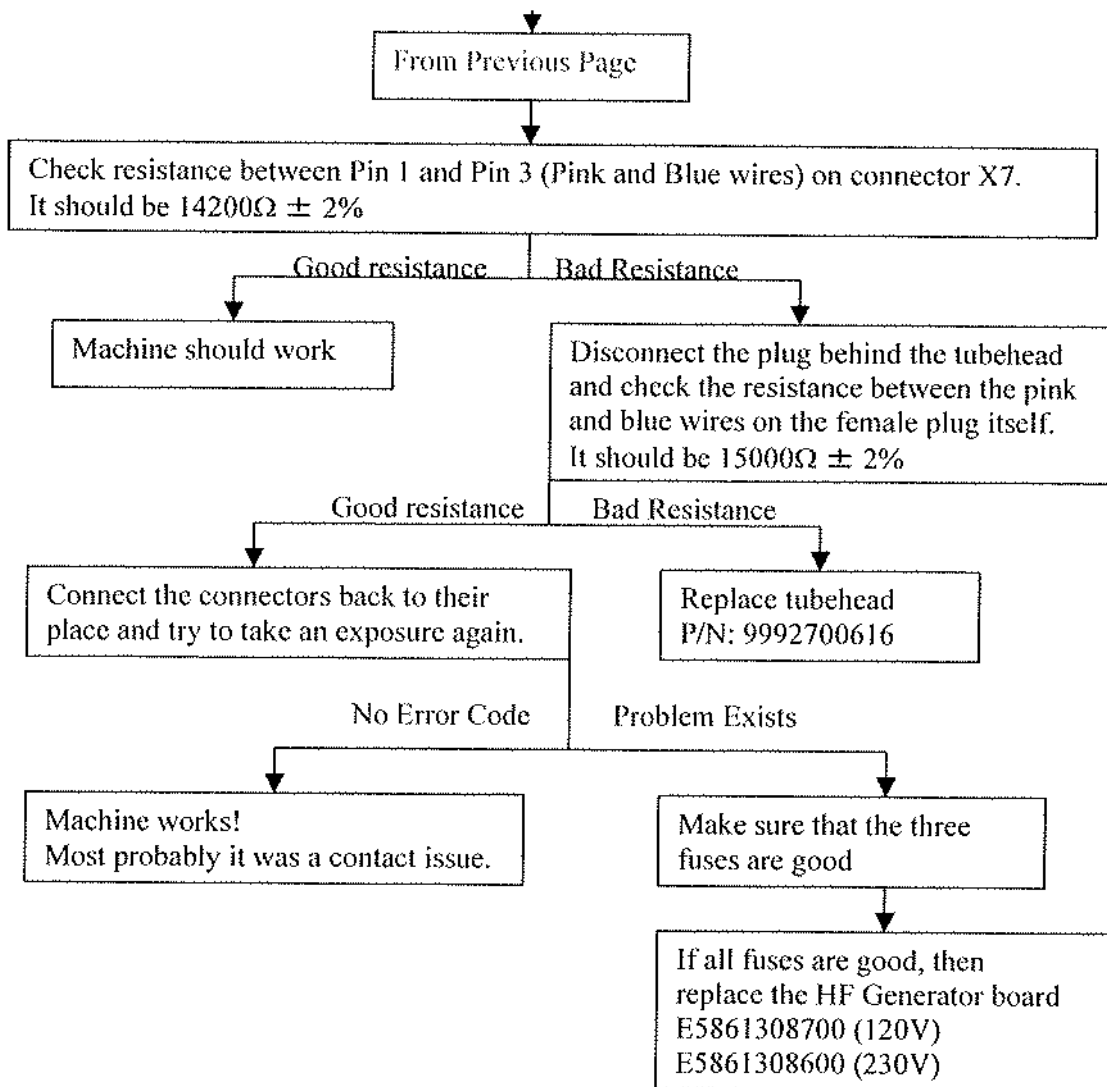 From Previous Page
Check resistance between Pin 1 and Pin 3 (Pink and Blue wires) on connector X7.
It should be 14200Ω ± 2%
Good resistance
Bad Resistance
Machine should work
Disconnect the plug behind the tubehead
and check the resistance between the pink
and blue wires on the female plug itself.
It should be 15000Ω ± 2%
Good resistance
Bad Resistance
Connect the connectors back to their
place and try to take an exposure again.
Replace tubehead
P/N: 9992700616
No Error Code
Problem Exists
Machine works!
Most probably it was a contact issue.
Make sure that the three
fuses are good
If all fuses are good, then
replace the HF Generator board
E5861308700 (120V)
E5861308600 (230V)